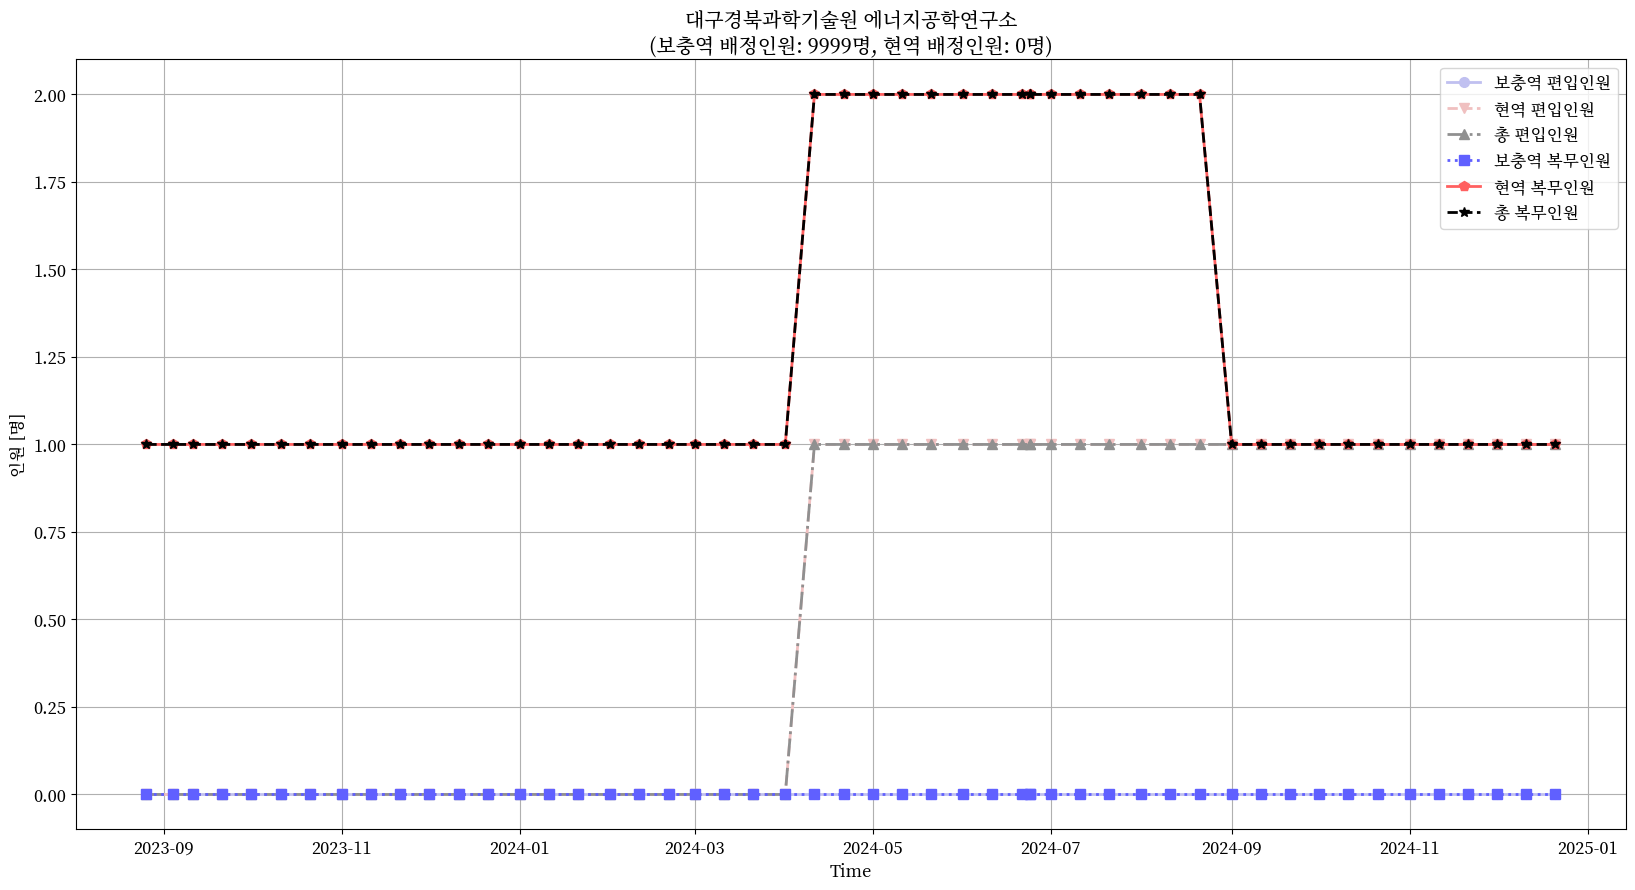 대구경북과학기술원 에너지공학연구소
(보충역 배정인원: 9999명, 현역 배정인원: 0명)
보충역 편입인원
현역 편입인원
총 편입인원
보충역 복무인원
현역 복무인원
총 복무인원
인원 [명]
2.00
1.75
1.50
1.25
1.00
0.75
0.50
0.25
0.00
2023-09
2023-11
2024-01
2024-03
2024-05
2024-07
2024-09
2024-11
2025-01
Time